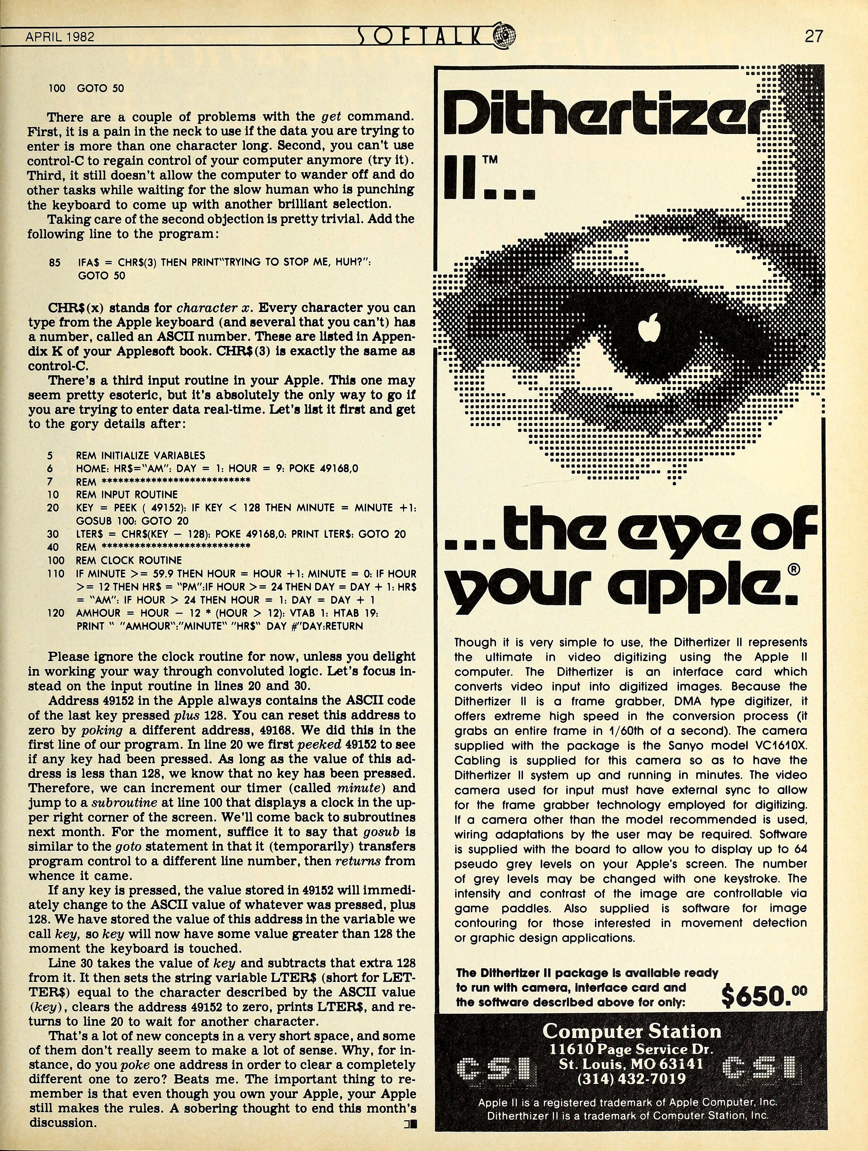 APRIL 1982
SOFTALK
27
100 GOTO 50
There are a couple of problems with the get command.
First, it is a pain in the neck to use if the data you are trying to
enter is more than one character long. Second, you can't use
control-C to regain control of your computer anymore (try it).
Third, it still doesn't allow the computer to wander off and do
other tasks while waiting for the slow human who is punching
the keyboard to come up with another brilliant selection.
Taking care of the second objection is pretty trivial. Add the
following line to the program:
85 IFA$ = CHR$(3) THEN PRINT"TRYING TO STOP ME, HUH?":
GOTO 50
CHR$(x) stands for character x. Every character you can
type from the Apple keyboard (and several that you can't) has
a number, called an ASCII number. These are listed in Appen-
dix K of your Applesoft book. CHR$(3) is exactly the same as
control-C.
There's a third input routine in your Apple. This one may
seem pretty esoteric, but it's absolutely the only way to go if
you are trying to enter data real-time. Let's list it first and get
to the gory details after:
5 REM INITIALIZE VARIABLES
6 HOME: HR$="AM": DAY = 1: HOUR = 9: POKE 49168,0
7 REM **************************
10 REM INPUT ROUTINE
20 KEY = PEEK ( 49152): IF KEY < 128 THEN MINUTE = MINUTE +1:
GOSUB 100: GOTO 20
30 LTER$ = CHR$(KEY − 128): POKE 49168,0: PRINT LTER$: GOTO 20
40 REM **************************
100 REM CLOCK ROUTINE
110 IF MINUTE >= 59.9 THEN HOUR = HOUR +1: MINUTE = 0: IF HOUR
>= 12 THEN HR$ = "PM":IF HOUR >= 24 THEN DAY = DAY + 1: HR$
= "AM": IF HOUR > 24 THEN HOUR = 1: DAY = DAY + 1
120 AMHOUR = HOUR − 12 * (HOUR > 12): VTAB 1: HTAB 19:
PRINT " "AMHOUR":"MINUTE" "HR$" DAY #"DAY:RETURN
Please ignore the clock routine for now, unless you delight
in working your way through convoluted logic. Let's focus in-
stead on the input routine in lines 20 and 30.
Address 49152 in the Apple always contains the ASCII code
of the last key pressed plus 128. You can reset this address to
zero by poking a different address, 49168. We did this in the
first line of our program. In line 20 we first peeked 49152 to see
if any key had been pressed. As long as the value of this ad-
dress is less than 128, we know that no key has been pressed.
Therefore, we can increment our timer (called minute) and
jump to a subroutine at line 100 that displays a clock in the up-
per right corner of the screen. We'll come back to subroutines
next month. For the moment, suffice it to say that gosub is
similar to the goto statement in that it (temporarily) transfers
program control to a different line number, then returns from
whence it came.
If any key is pressed, the value stored in 49152 will immedi-
ately change to the ASCII value of whatever was pressed, plus
128. We have stored the value of this address in the variable we
call key, so key will now have some value greater than 128 the
moment the keyboard is touched.
Line 30 takes the value of key and subtracts that extra 128
from it. It then sets the string variable LTER$ (short for LET-
TER$) equal to the character described by the ASCII value
(key), clears the address 49152 to zero, prints LTER$, and re-
turns to line 20 to wait for another character.
That's a lot of new concepts in a very short space, and some
of them don't really seem to make a lot of sense. Why, for in-
stance, do you poke one address in order to clear a completely
different one to zero? Beats me. The important thing to re-
member is that even though you own your Apple, your Apple
still makes the rules. A sobering thought to end this month's
discussion.
Dithertizer
II™...
...the eye of
your apple.®
Though it is very simple to use, the Dithertizer II represents
the ultimate in video digitizing using the Apple II
computer. The Dithertizer is an interface card which
converts video input into digitized images. Because the
Dithertizer II is a frame grabber, DMA type digitizer, it
offers extreme high speed in the conversion process (it
grabs an entire frame in 1/60th of a second). The camera
supplied with the package is the Sanyo model VC1610X.
Cabling is supplied for this camera so as to have the
Dithertizer II system up and running in minutes. The video
camera used for input must have external sync to allow
for the frame grabber technology employed for digitizing.
If a camera other than the model recommended is used,
wiring adaptations by the user may be required. Software
is supplied with the board to allow you to display up to 64
pseudo grey levels on your Apple's screen. The number
of grey levels may be changed with one keystroke. The
intensity and contrast of the image are controllable via
game paddles. Also supplied is software for image
contouring for those interested in movement detection
or graphic design applications.
The Dithertizer II package is available ready
to run with camera, interface card and
the software described above for only:
$650.00
Computer Station
11610 Page Service Dr.
CSI St. Louis, MO 63141 CSI
(314) 432-7019
Apple II is a registered trademark of Apple Computer, Inc.
Ditherthizer II is a trademark of Computer Station, Inc.